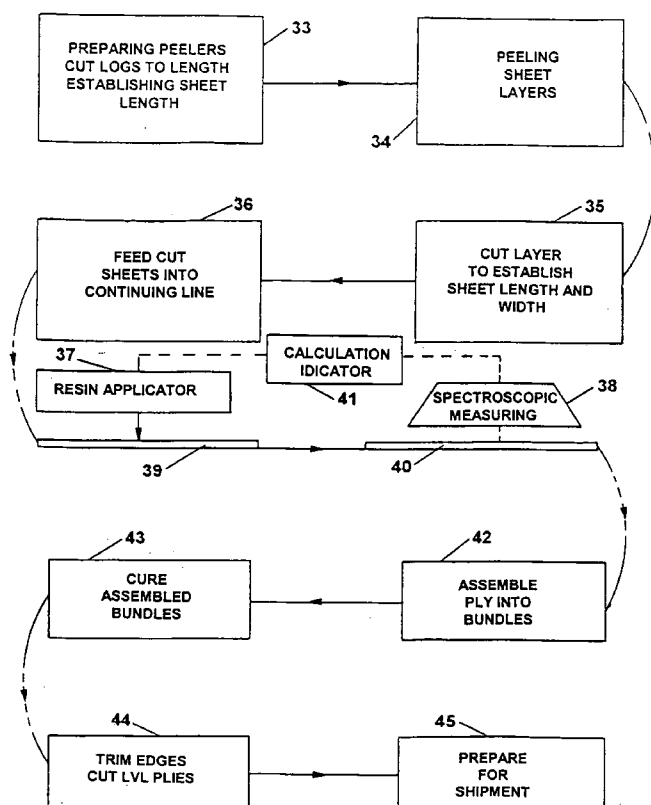 33
PREPARING PEELERS
CUT LOGS TO LENGTH
ESTABLISHING SHEET
LENGTH
PEELING
SHEET
LAYERS
34
36
FEED CUT
SHEETS INTO
CONTINUING LINE
35
CUT LAYER
TO ESTABLISH
SHEET LENGTH AND
WIDTH
37
RESIN APPLICATOR
CALCULATION
IDICATOR
41
SPECTROSCOPIC
MEASURING
38
39
40
43
CURE
ASSEMBLED
BUNDLES
42
ASSEMBLE
PLY INTO
BUNDLES
44
TRIM EDGES
CUT LVL PLIES
45
PREPARE
FOR
SHIPMENT